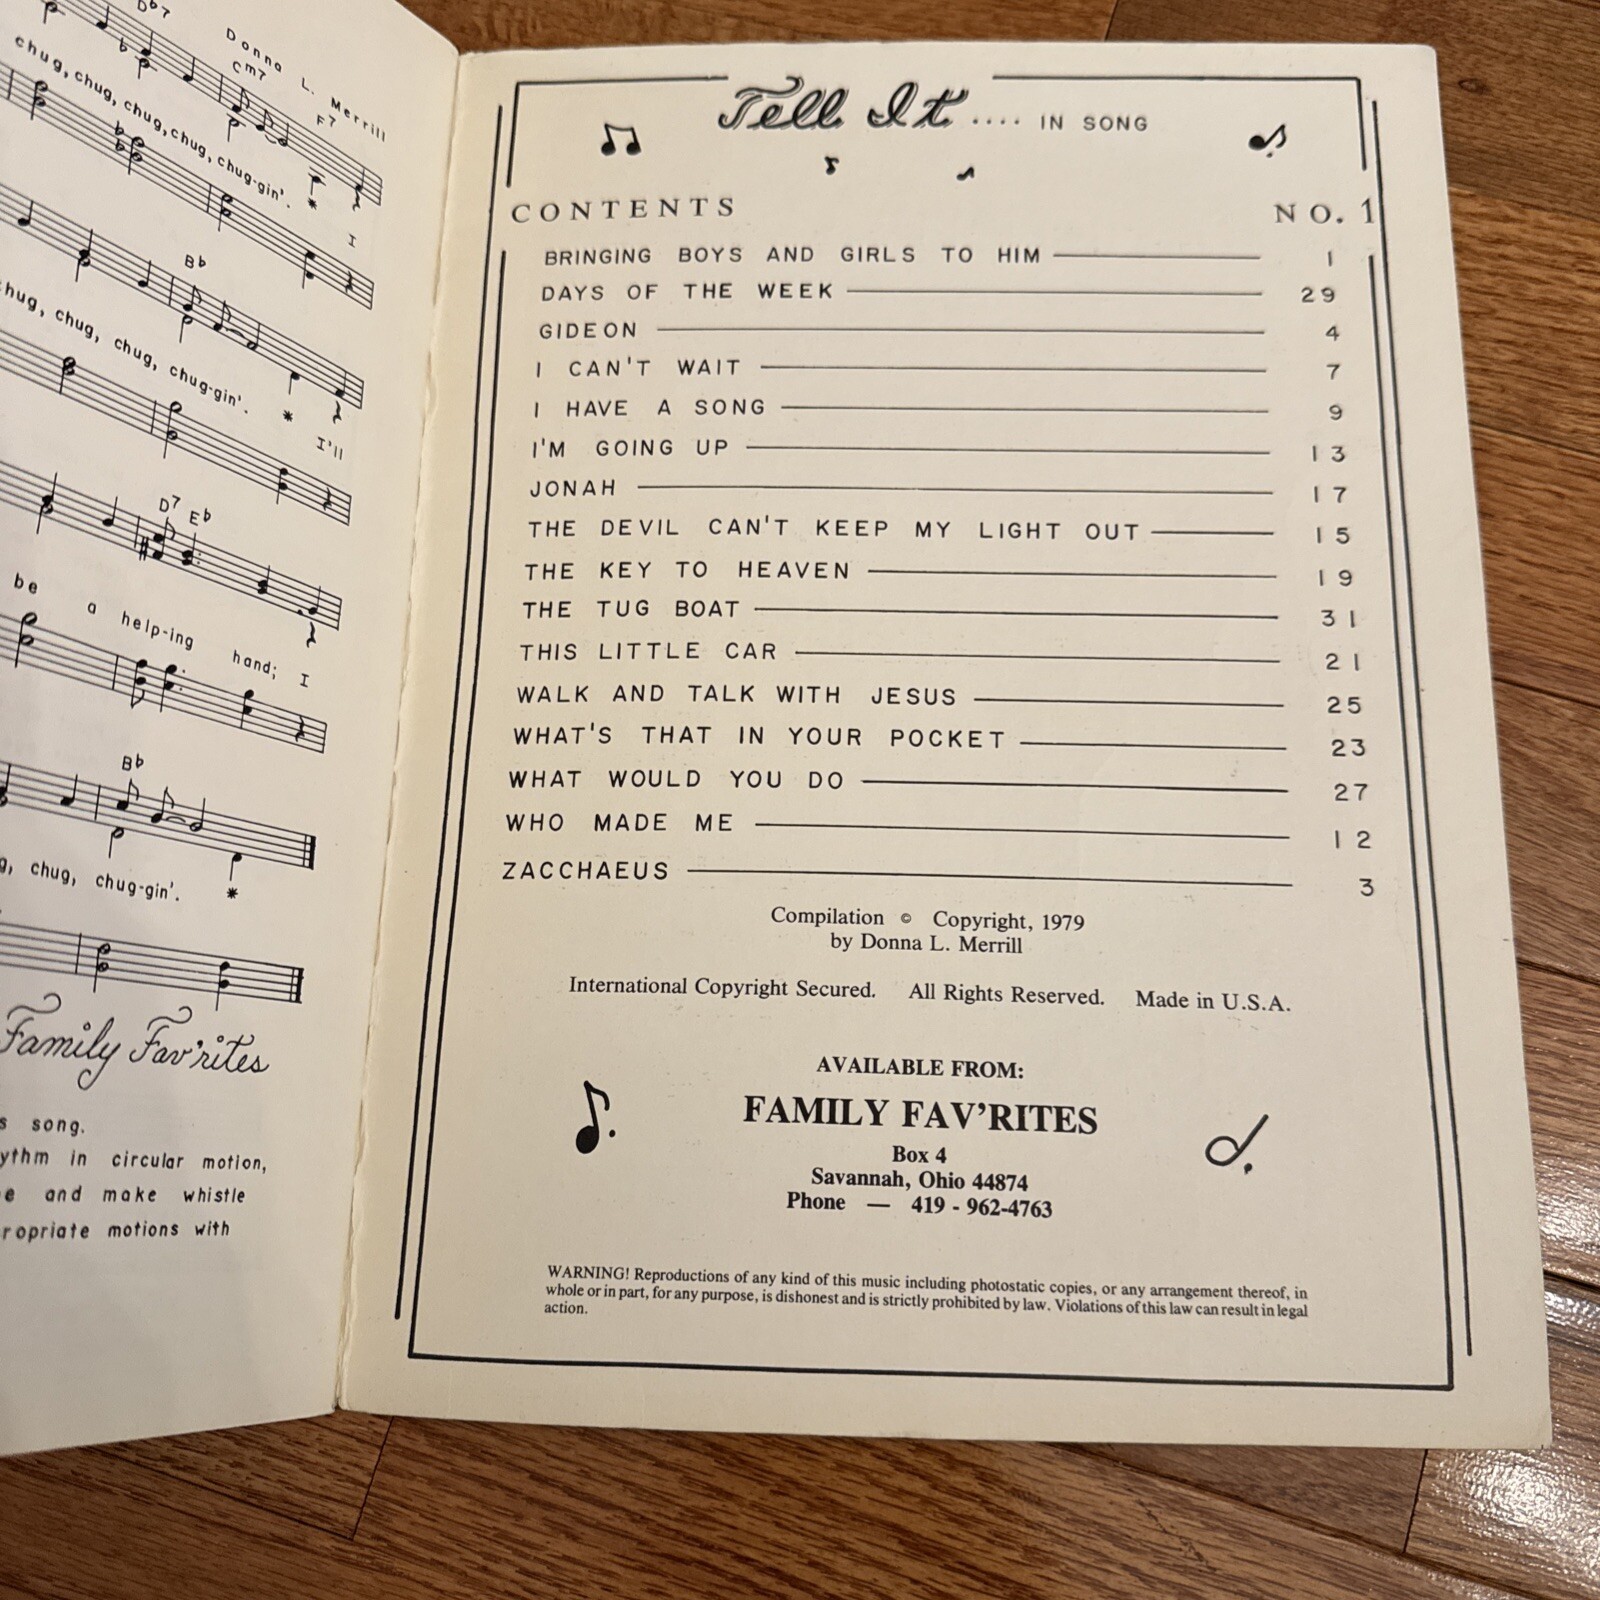 Db7
Donna L. Merrill
Cm7
F7
chug, chug, chug, chug, chug, chug-gin'. *
I
Bb
chug, chug, chug, chug-gin'. *
I'll
D7 Eb
be a help-ing hand; I
Bb
chug, chug-gin'. *
Family Fav'rites
song.
in circular motion,
and make whistle
motions with
Tell It .... IN SONG
CONTENTS NO. 1
BRINGING BOYS AND GIRLS TO HIM 1
DAYS OF THE WEEK 29
GIDEON 4
I CAN'T WAIT 7
I HAVE A SONG 9
I'M GOING UP 13
JONAH 17
THE DEVIL CAN'T KEEP MY LIGHT OUT 15
THE KEY TO HEAVEN 19
THE TUG BOAT 31
THIS LITTLE CAR 21
WALK AND TALK WITH JESUS 25
WHAT'S THAT IN YOUR POCKET 23
WHAT WOULD YOU DO 27
WHO MADE ME 12
ZACCHAEUS 3
Compilation © Copyright, 1979
by Donna L. Merrill
International Copyright Secured. All Rights Reserved. Made in U.S.A.
AVAILABLE FROM:
FAMILY FAV'RITES
Box 4
Savannah, Ohio 44874
Phone — 419 - 962-4763
WARNING! Reproductions of any kind of this music including photostatic copies, or any arrangement thereof, in
whole or in part, for any purpose, is dishonest and is strictly prohibited by law. Violations of this law can result in legal
action.